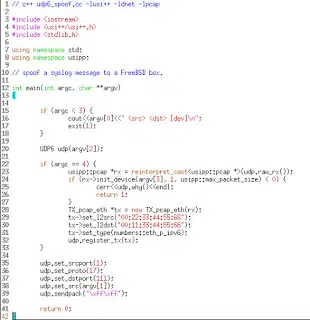 1 // c++ udp6_spoof.cc -lusi++ -ldnet -lpcap
2
3 #include <iostream>
4 #include <usi++/usi++.h>
5 #include <stdlib.h>
6
7 using namespace std;
8 using namespace usipp;
9
10 // spoof a syslog message to a FreeBSD box,
11
12 int main(int argc, char **argv)
13 {
14
15 if (argc < 3) {
16 cout<<argv[0]<<" <src> <dst> [dev]\n";
17 exit(1);
18 }
19
20 UDP6 udp(argv[2]);
21
22 if (argc == 4) {
23 usipp::pcap *rx = reinterpret_cast<usipp::pcap *>(udp.raw_rx());
24 if (rx->init_device(argv[3], 1, usipp::max_packet_size) < 0) {
25 cerr<<udp.why()<<endl;
26 return 1;
27 }
28 TX_pcap_eth *tx = new TX_pcap_eth(rx);
29 tx->set_l2src("00:22:33:44:55:66");
30 tx->set_l2dst("00:11:33:44:55:66");
31 tx->set_type(numbers::eth_p_ipv6);
32 udp.register_tx(tx);
33 }
34
35 udp.set_srcport(1);
36 udp.set_proto(17);
37 udp.set_dstport(111);
38 udp.set_src(argv[1]);
39 udp.sendpack("\xff\xff");
40
41 return 0;
42 }